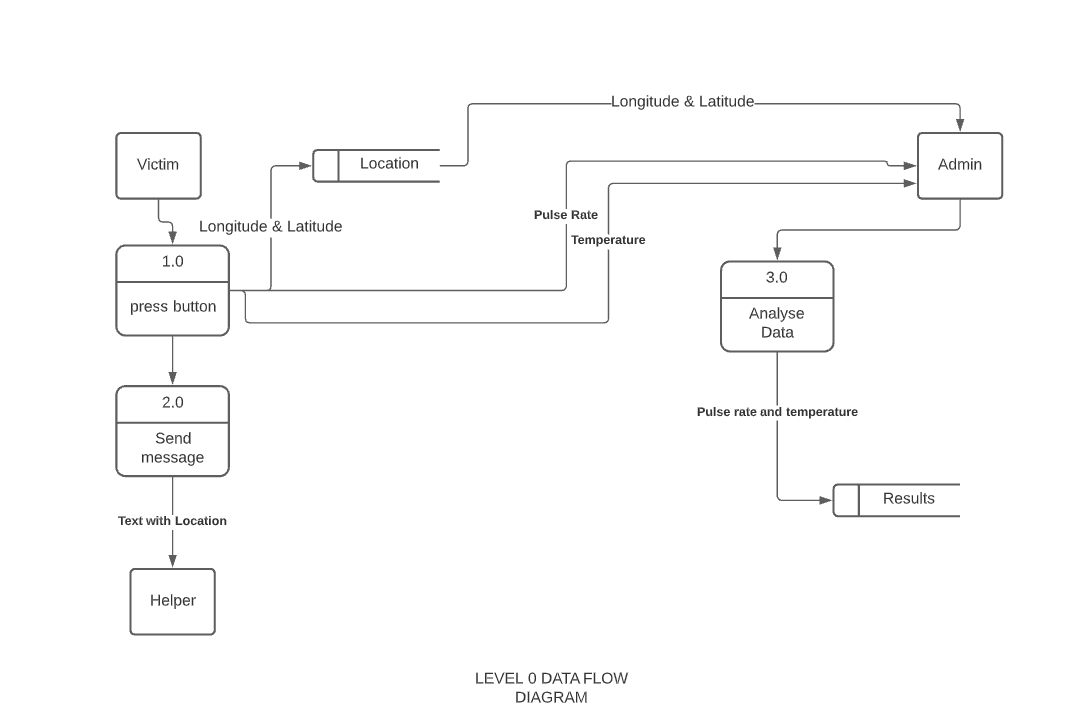 Longitude & Latitude
Victim
Location
Admin
Longitude & Latitude
Pulse Rate
Temperature
1.0
press button
3.0
Analyse
Data
2.0
Send
message
Pulse rate and temperature
Results
Text with Location
Helper
LEVEL 0 DATA FLOW
DIAGRAM